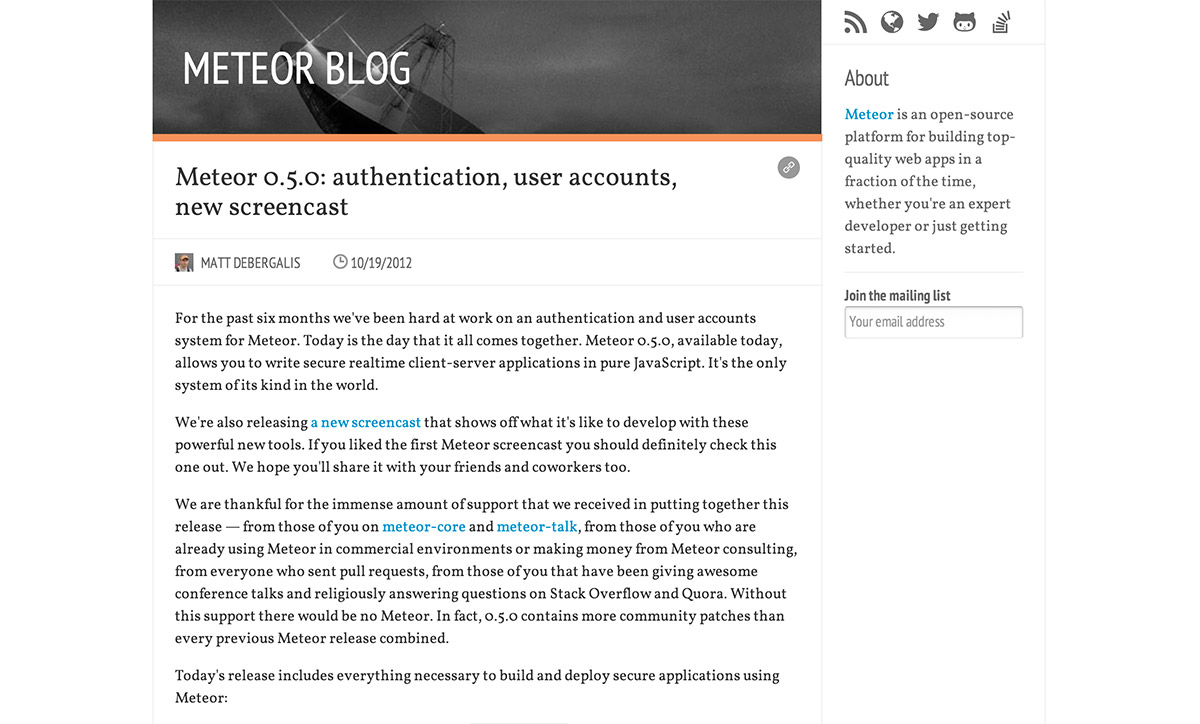 METEOR BLOG
Meteor 0.5.0: authentication, user accounts,
new screencast
MATT DEBERGALIS 10/19/2012
For the past six months we've been hard at work on an authentication and user accounts
system for Meteor. Today is the day that it all comes together. Meteor 0.5.0, available today,
allows you to write secure realtime client-server applications in pure JavaScript. It's the only
system of its kind in the world.
We're also releasing a new screencast that shows off what it's like to develop with these
powerful new tools. If you liked the first Meteor screencast you should definitely check this
one out. We hope you'll share it with your friends and coworkers too.
We are thankful for the immense amount of support that we received in putting together this
release — from those of you on meteor-core and meteor-talk, from those of you who are
already using Meteor in commercial environments or making money from Meteor consulting,
from everyone who sent pull requests, from those of you that have been giving awesome
conference talks and religiously answering questions on Stack Overflow and Quora. Without
this support there would be no Meteor. In fact, 0.5.0 contains more community patches than
every previous Meteor release combined.
Today's release includes everything necessary to build and deploy secure applications using
Meteor:
About
Meteor is an open-source
platform for building top-
quality web apps in a
fraction of the time,
whether you're an expert
developer or just getting
started.
Join the mailing list
Your email address